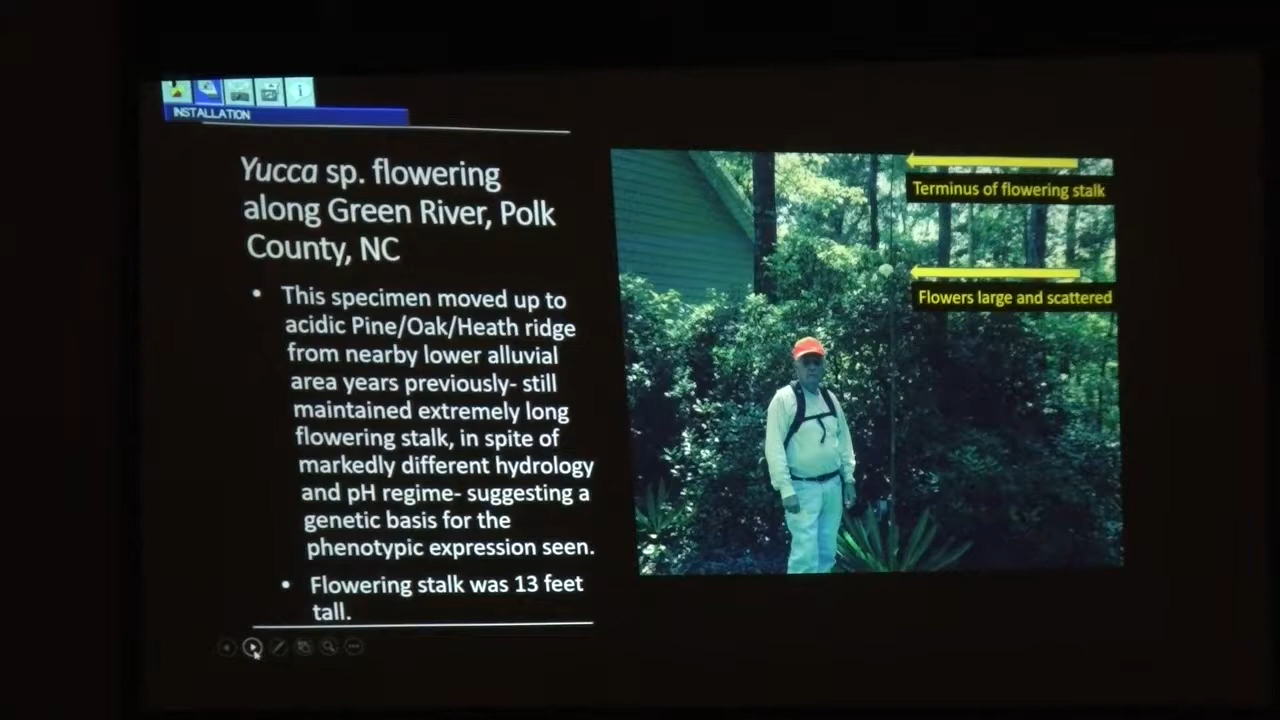 INSTALLATION
Yucca sp. flowering
along Green River, Polk
County, NC
• This specimen moved up to
acidic Pine/Oak/Heath ridge
from nearby lower alluvial
area years previously- still
maintained extremely long
flowering stalk, in spite of
markedly different hydrology
and pH regime- suggesting a
genetic basis for the
phenotypic expression seen.
• Flowering stalk was 13 feet
tall.
Terminus of flowering stalk
Flowers large and scattered